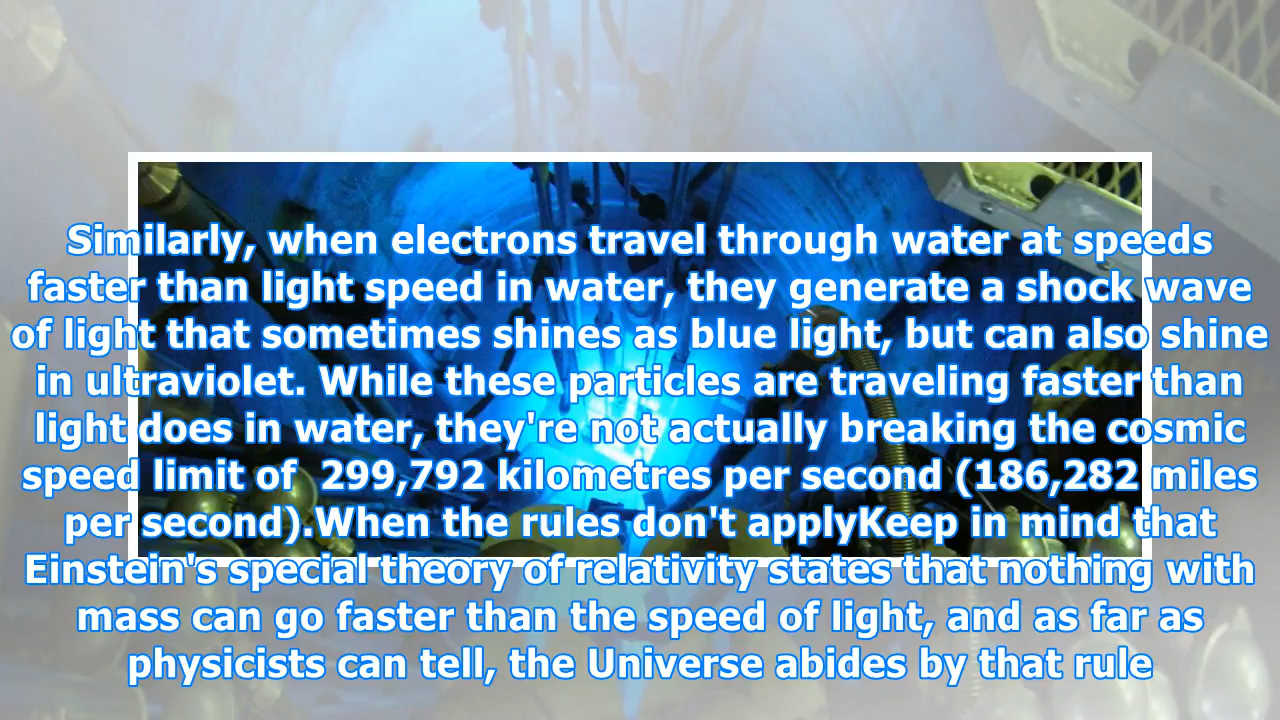 Similarly, when electrons travel through water at speeds
faster than light speed in water, they generate a shock wave
of light that sometimes shines as blue light, but can also shine
in ultraviolet. While these particles are traveling faster than
light does in water, they're not actually breaking the cosmic
speed limit of  299,792 kilometres per second (186,282 miles
per second).When the rules don't applyKeep in mind that
Einstein's special theory of relativity states that nothing with
mass can go faster than the speed of light, and as far as
physicists can tell, the Universe abides by that rule